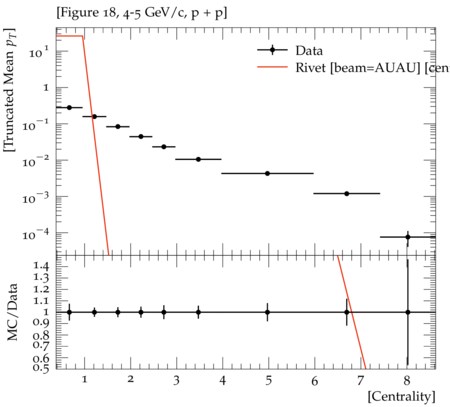 [Figure 18, 4-5 GeV/c, p + p]
[Truncated Mean pT]
10^1
1
10^−1
10^−2
10^−3
10^−4
Data
Rivet [beam=AUAU] [cen
MC/Data
1.4
1.3
1.2
1.1
1
0.9
0.8
0.7
0.6
0.5
1 2 3 4 5 6 7 8
[Centrality]